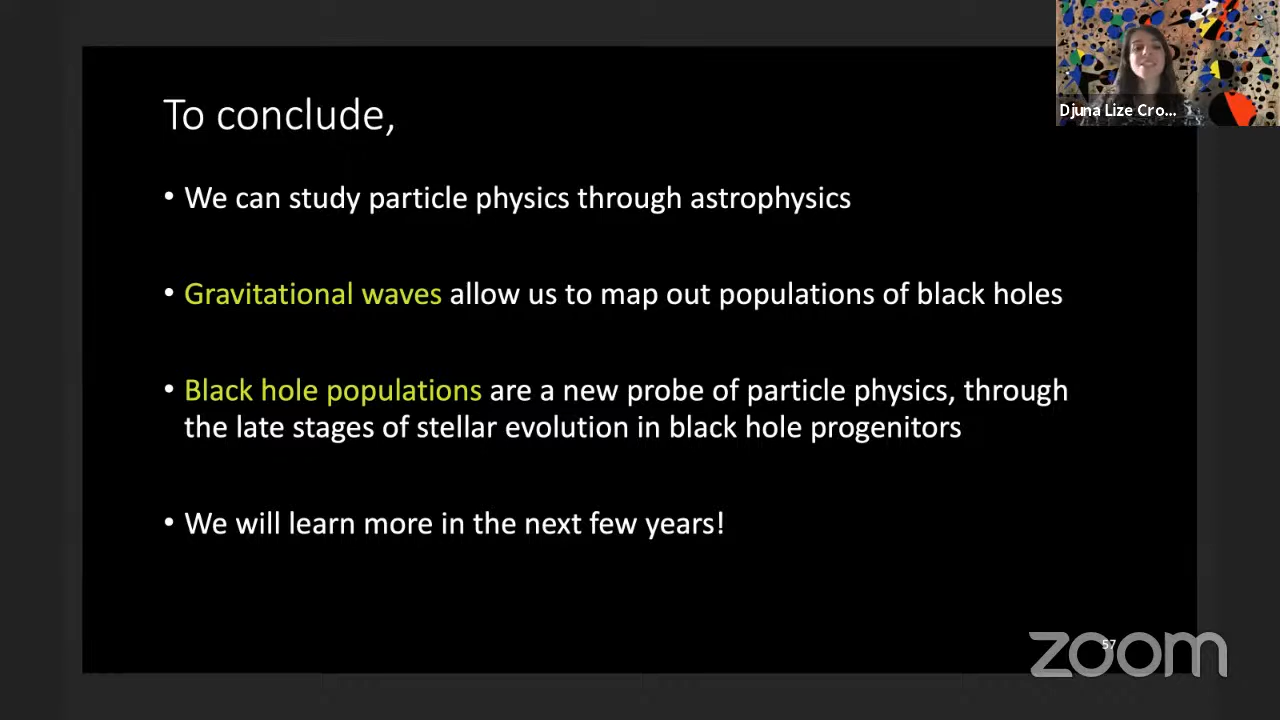 To conclude,
Djuna Lize Cro...
• We can study particle physics through astrophysics
• Gravitational waves allow us to map out populations of black holes
• Black hole populations are a new probe of particle physics, through
the late stages of stellar evolution in black hole progenitors
• We will learn more in the next few years!
57
zoom